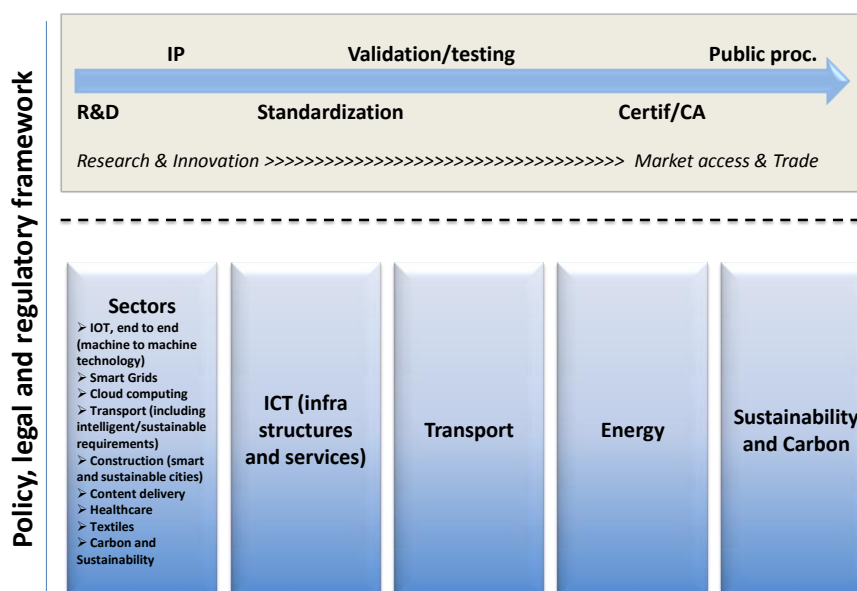 Policy, legal and regulatory framework
IP Validation/testing Public proc.
R&D Standardization Certif/CA
Research & Innovation >>>>>>>>>>>>>>>>>>>>>>>>>>>>>>>>>>>>> Market access & Trade
Sectors
➢ IOT, end to end
(machine to machine
technology)
➢ Smart Grids
➢ Cloud computing
➢ Transport (including
intelligent/sustainable
requirements)
➢ Construction (smart
and sustainable cities)
➢ Content delivery
➢ Healthcare
➢ Textiles
➢ Carbon and
Sustainability
ICT (infra
structures
and services)
Transport
Energy
Sustainability
and Carbon